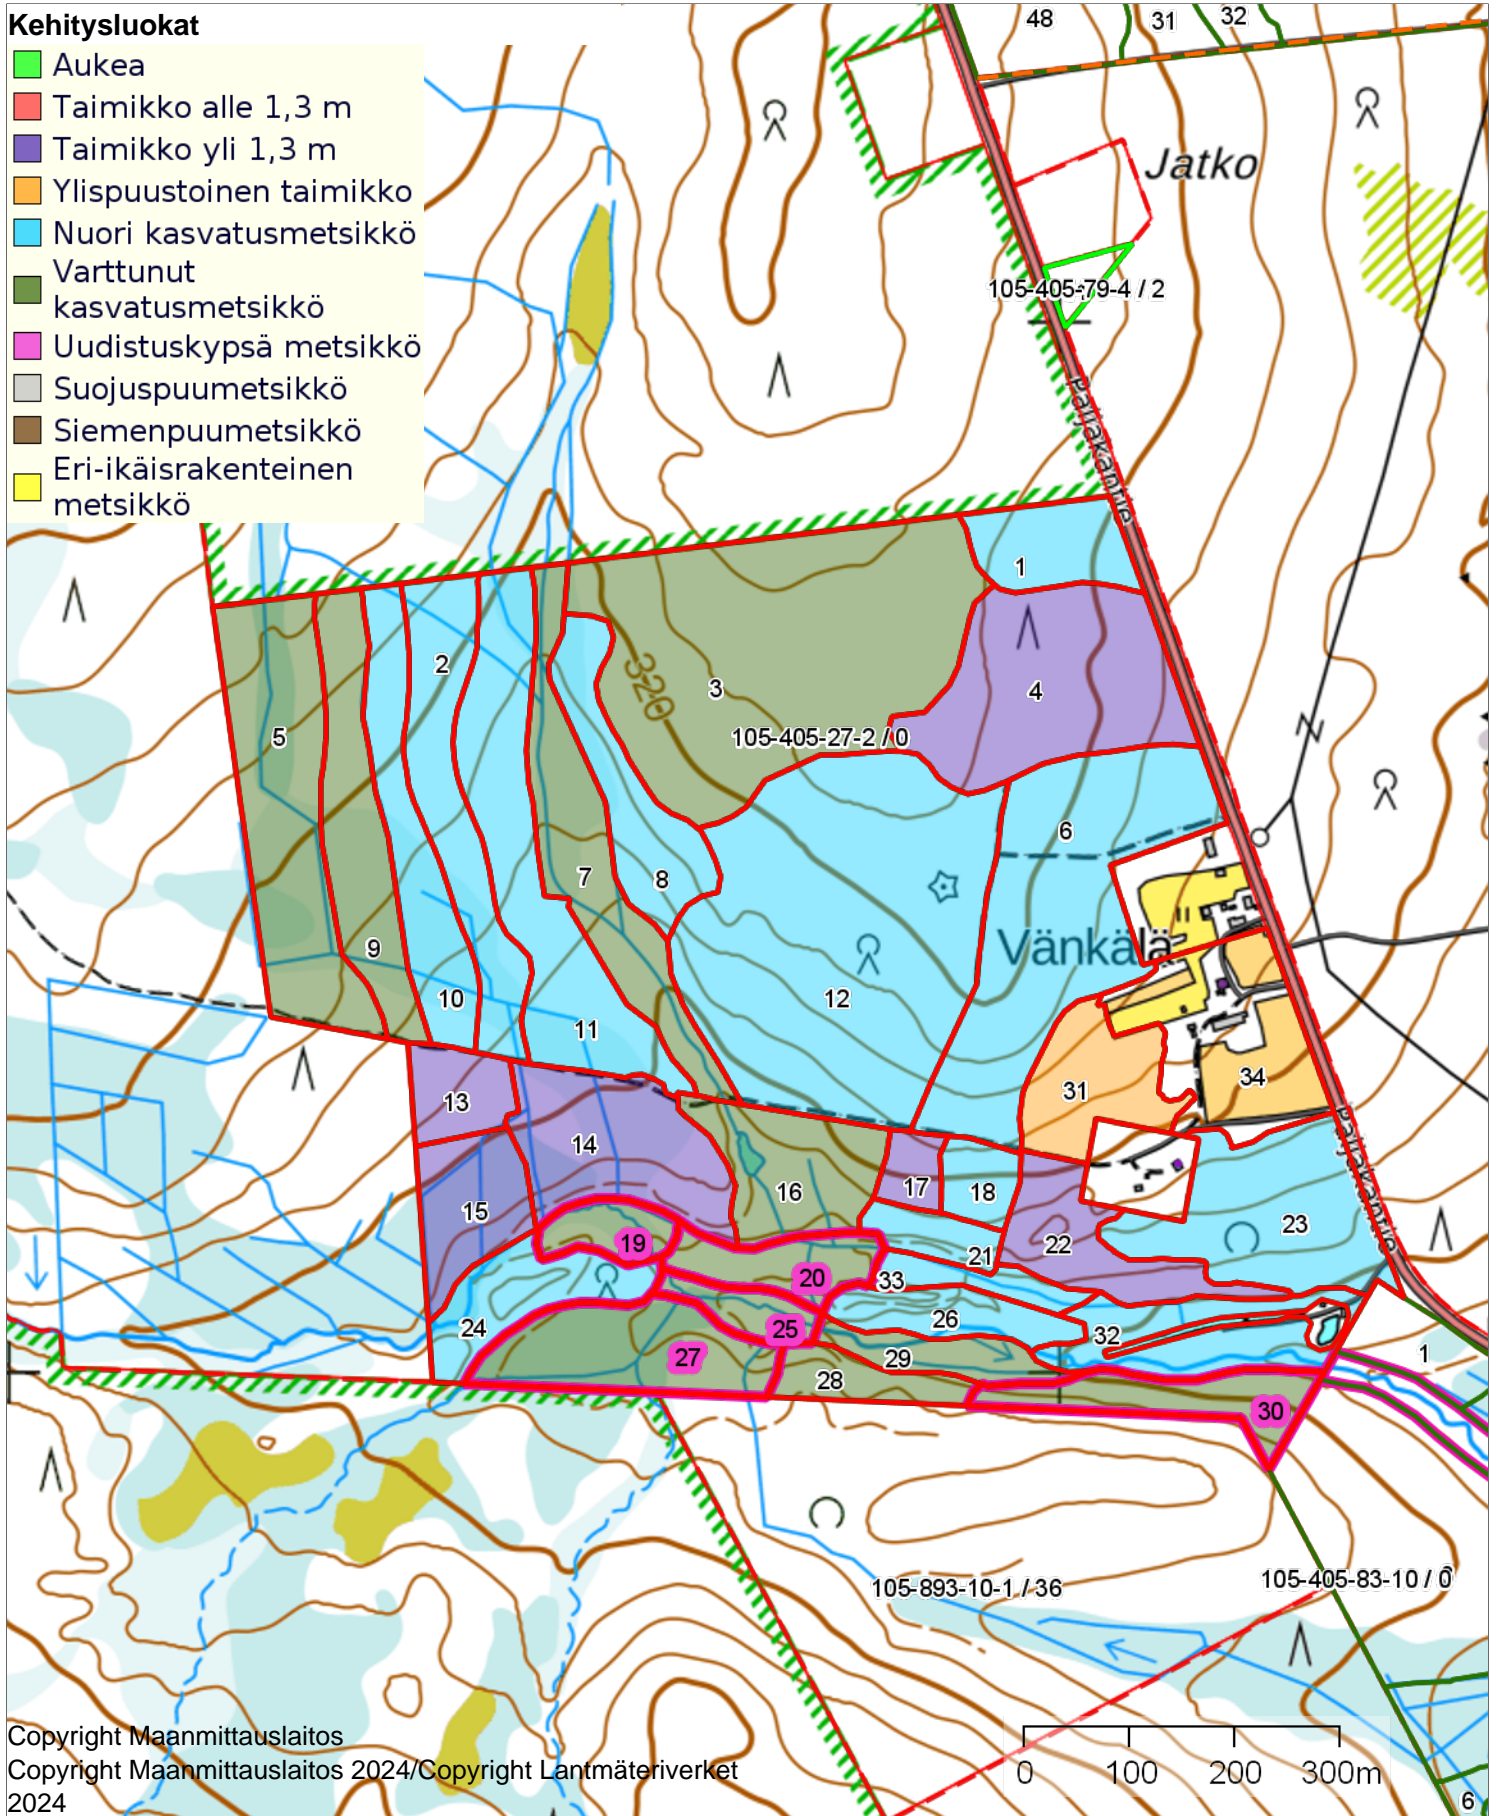 Kehitysluokat
Aukea
Taimikko alle 1,3 m
Taimikko yli 1,3 m
Ylispuustoinen taimikko
Nuori kasvatusmetsikkö
Varttunut
kasvatusmetsikkö
Uudistuskypsä metsikkö
Suojuspuumetsikkö
Siemenpuumetsikkö
Eri-ikäisrakenteinen
metsikkö
48
31
32
Jatko
105-405-79-4 / 2
Paljakantie
1
2
320
3
4
105-405-27-2 / 0
5
6
7
8
Vänkälä
9
10
11
12
13
14
15
16
17
18
31
34
Paljakantie
19
20
21
22
23
33
24
25
26
32
27
28
29
30
1
105-893-10-1 / 36
105-405-83-10 / 0
Copyright Maanmittauslaitos
Copyright Maanmittauslaitos 2024/Copyright Lantmäteriverket
2024
0 100 200 300m
6